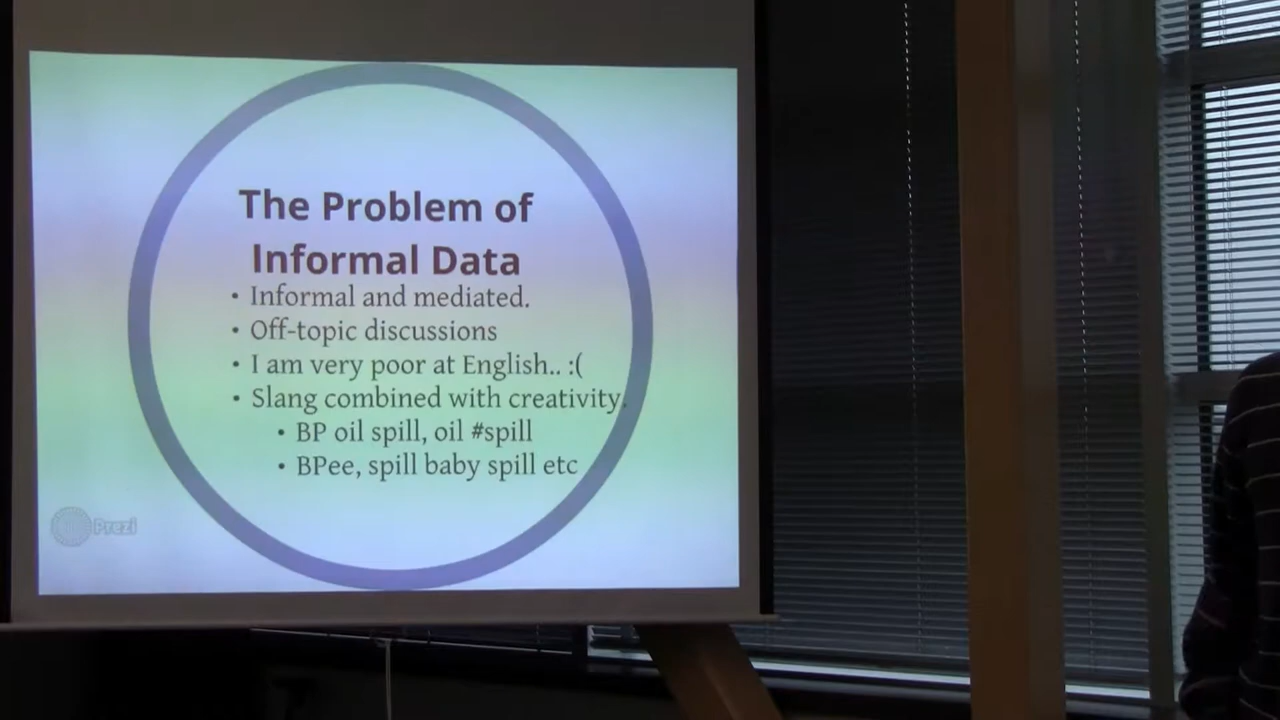 The Problem of
Informal Data
• Informal and mediated.
• Off-topic discussions
• I am very poor at English.. :(
• Slang combined with creativity.
• BP oil spill, oil #spill
• BPee, spill baby spill etc
Prezi